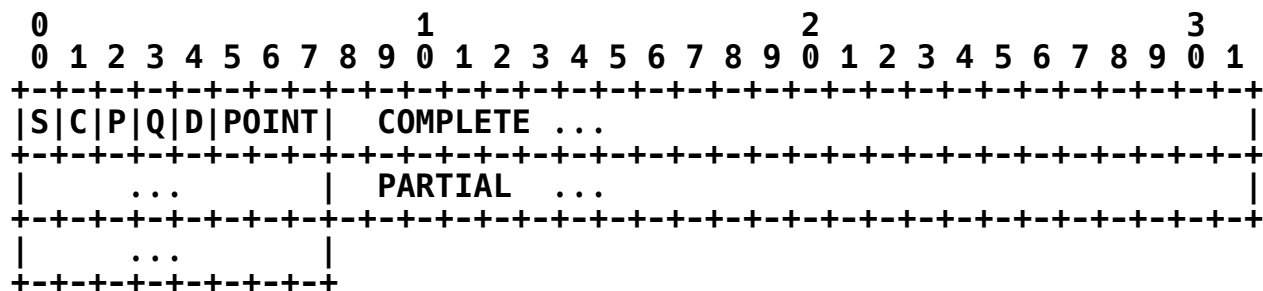 0                   1                   2                   3
 0 1 2 3 4 5 6 7 8 9 0 1 2 3 4 5 6 7 8 9 0 1 2 3 4 5 6 7 8 9 0 1
+-+-+-+-+-+-+-+-+-+-+-+-+-+-+-+-+-+-+-+-+-+-+-+-+-+-+-+-+-+-+-+-+
|S|C|P|Q|D|POINT|  COMPLETE ...                                 |
+-+-+-+-+-+-+-+-+-+-+-+-+-+-+-+-+-+-+-+-+-+-+-+-+-+-+-+-+-+-+-+-+
|     ...       |  PARTIAL  ...                                 |
+-+-+-+-+-+-+-+-+-+-+-+-+-+-+-+-+-+-+-+-+-+-+-+-+-+-+-+-+-+-+-+-+
|     ...       |
+-+-+-+-+-+-+-+-+